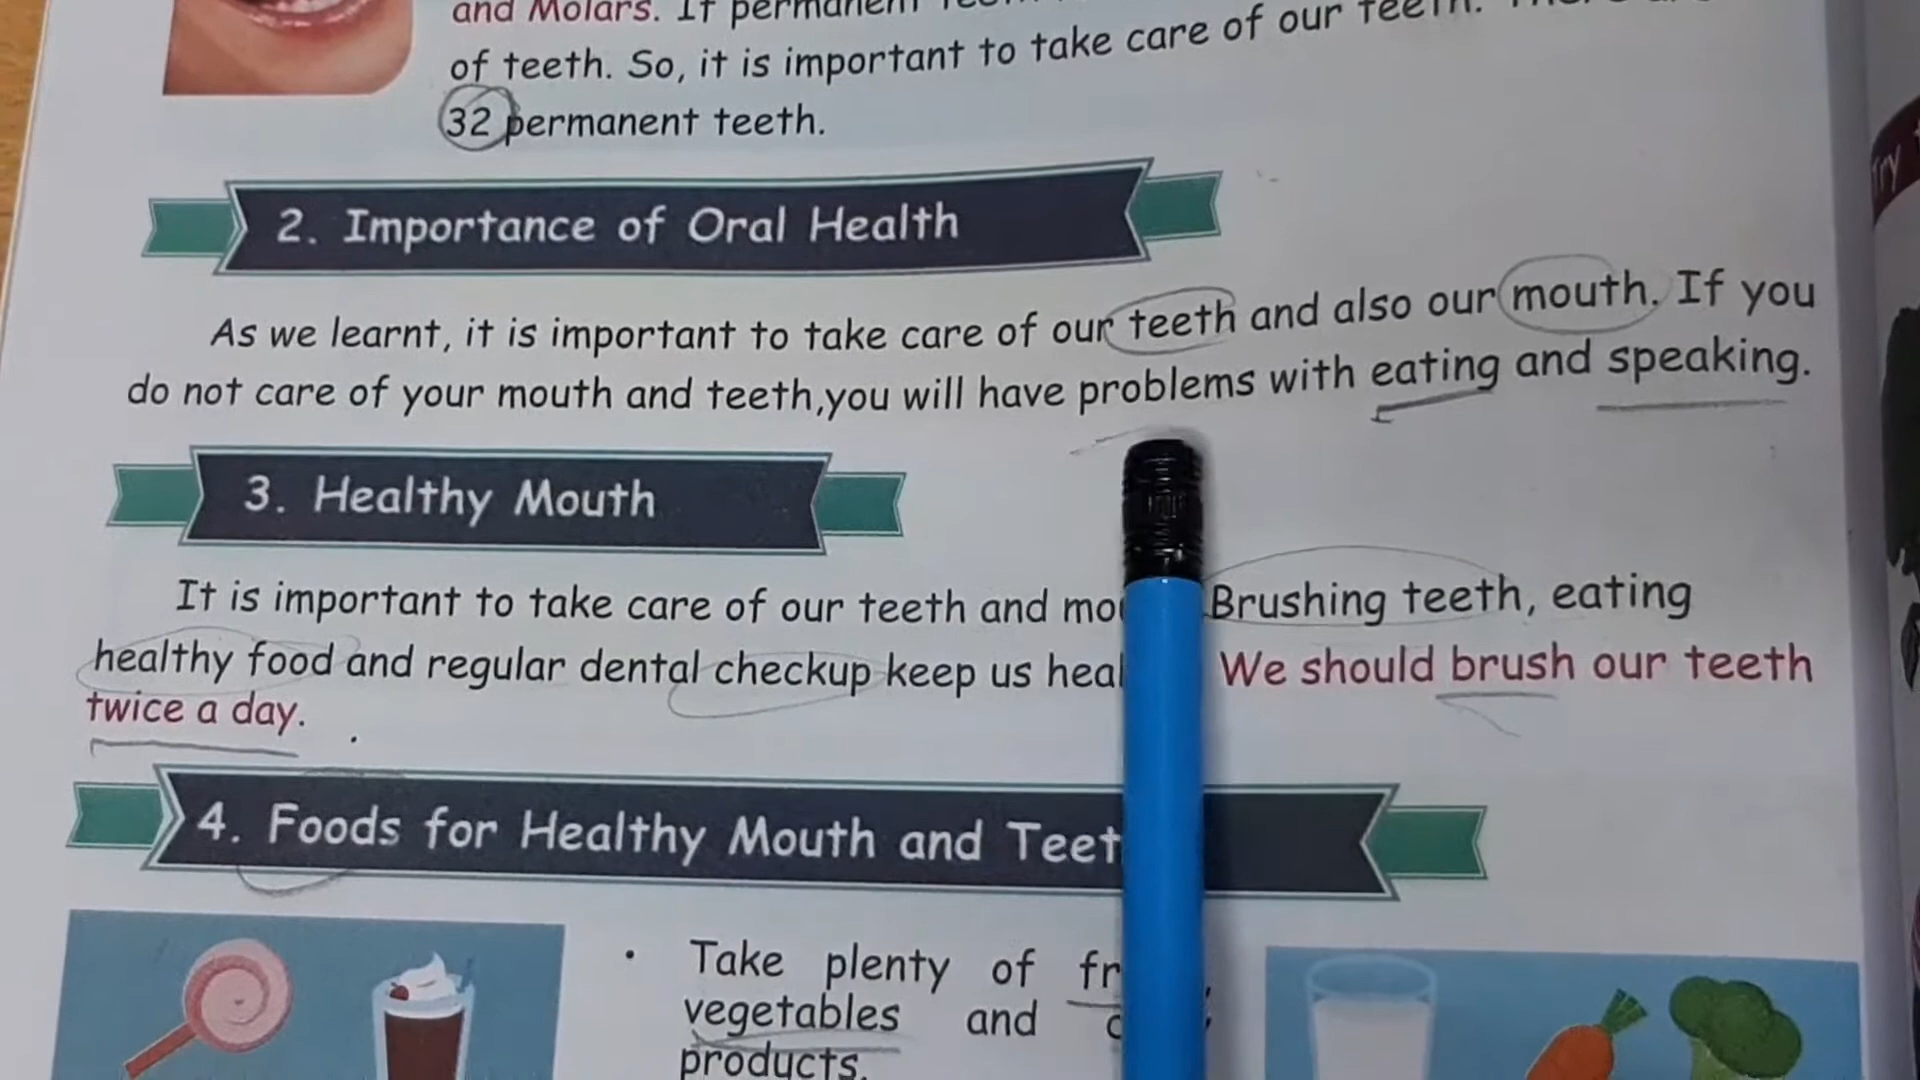 and Molars. If permanent
of teeth. So, it is important to take care of our teeth.
32 permanent teeth.
2. Importance of Oral Health
As we learnt, it is important to take care of our teeth and also our mouth. If you
do not care of your mouth and teeth,you will have problems with eating and speaking.
3. Healthy Mouth
It is important to take care of our teeth and Brushing teeth, eating
healthy food and regular dental checkup keep us We should brush our teeth
twice a day.
4. Foods for Healthy Mouth and
• Take plenty of
vegetables and
products.